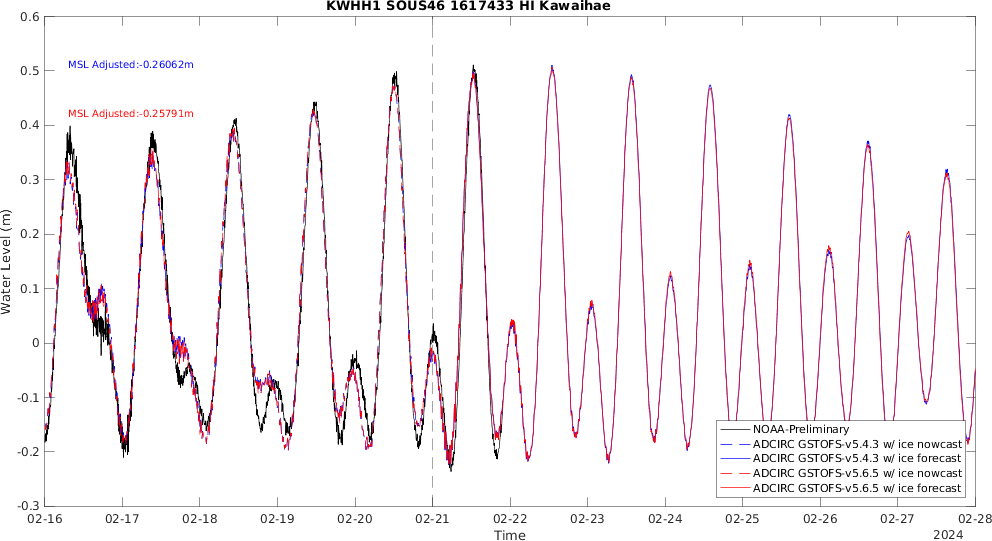 KWHH1 SOUS46 1617433 HI Kawaihae
0.6
0.5
0.4
0.3
0.2
0.1
0
-0.1
-0.2
-0.3
Water Level (m)
MSL Adjusted:-0.26062m
MSL Adjusted:-0.25791m
NOAA-Preliminary
ADCIRC GSTOFS-v5.4.3 w/ ice nowcast
ADCIRC GSTOFS-v5.4.3 w/ ice forecast
ADCIRC GSTOFS-v5.6.5 w/ ice nowcast
ADCIRC GSTOFS-v5.6.5 w/ ice forecast
02-16 02-17 02-18 02-19 02-20 02-21 02-22 02-23 02-24 02-25 02-26 02-27 02-28
Time
2024